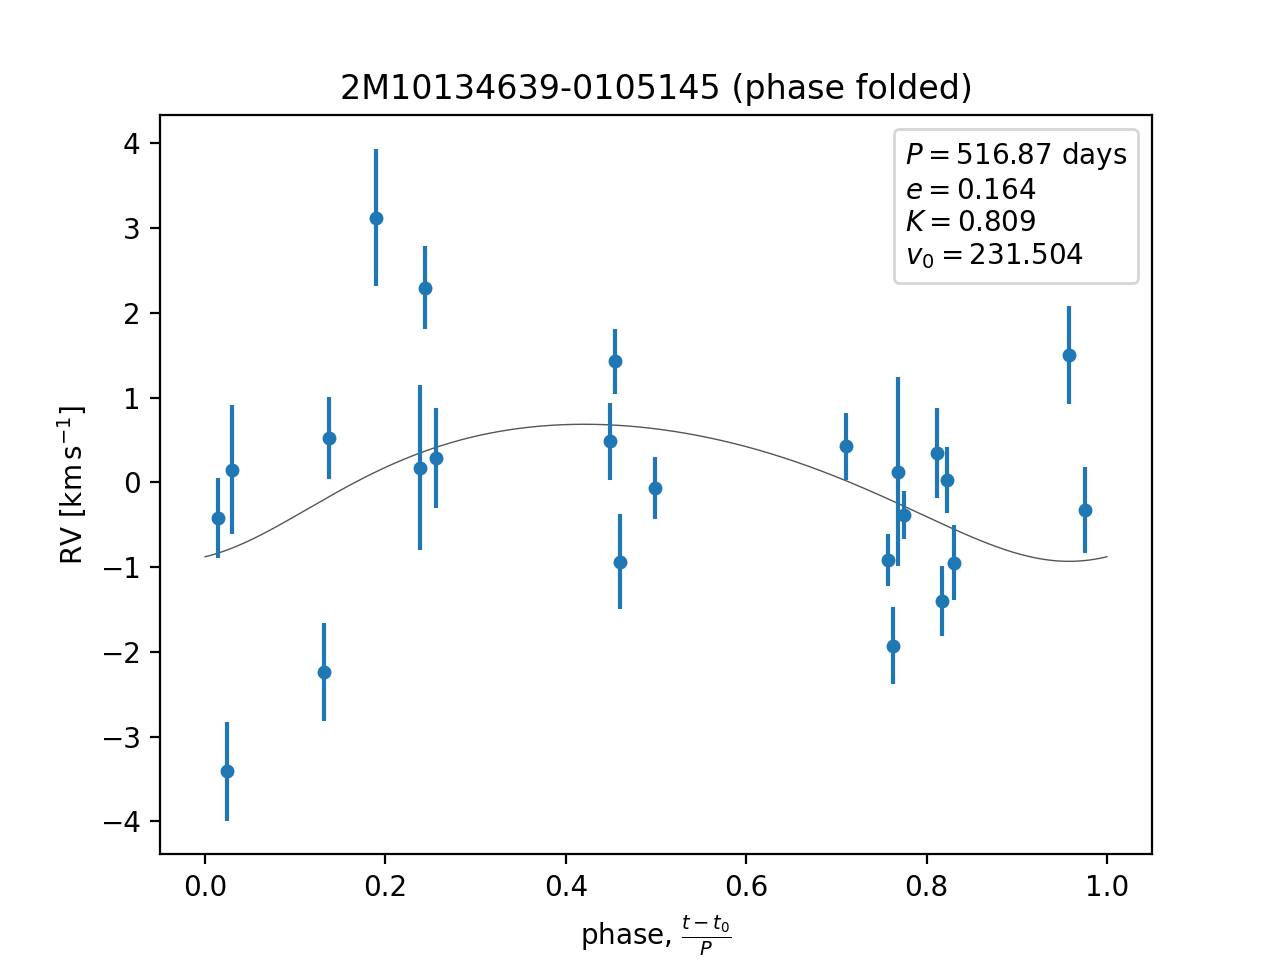 2M10134639-0105145 (phase folded)
P = 516.87 days
e = 0.164
K = 0.809
v₀ = 231.504
4
3
2
1
0
−1
−2
−3
−4
RV [km s⁻¹]
0.0 0.2 0.4 0.6 0.8 1.0
phase, (t − t₀)/P